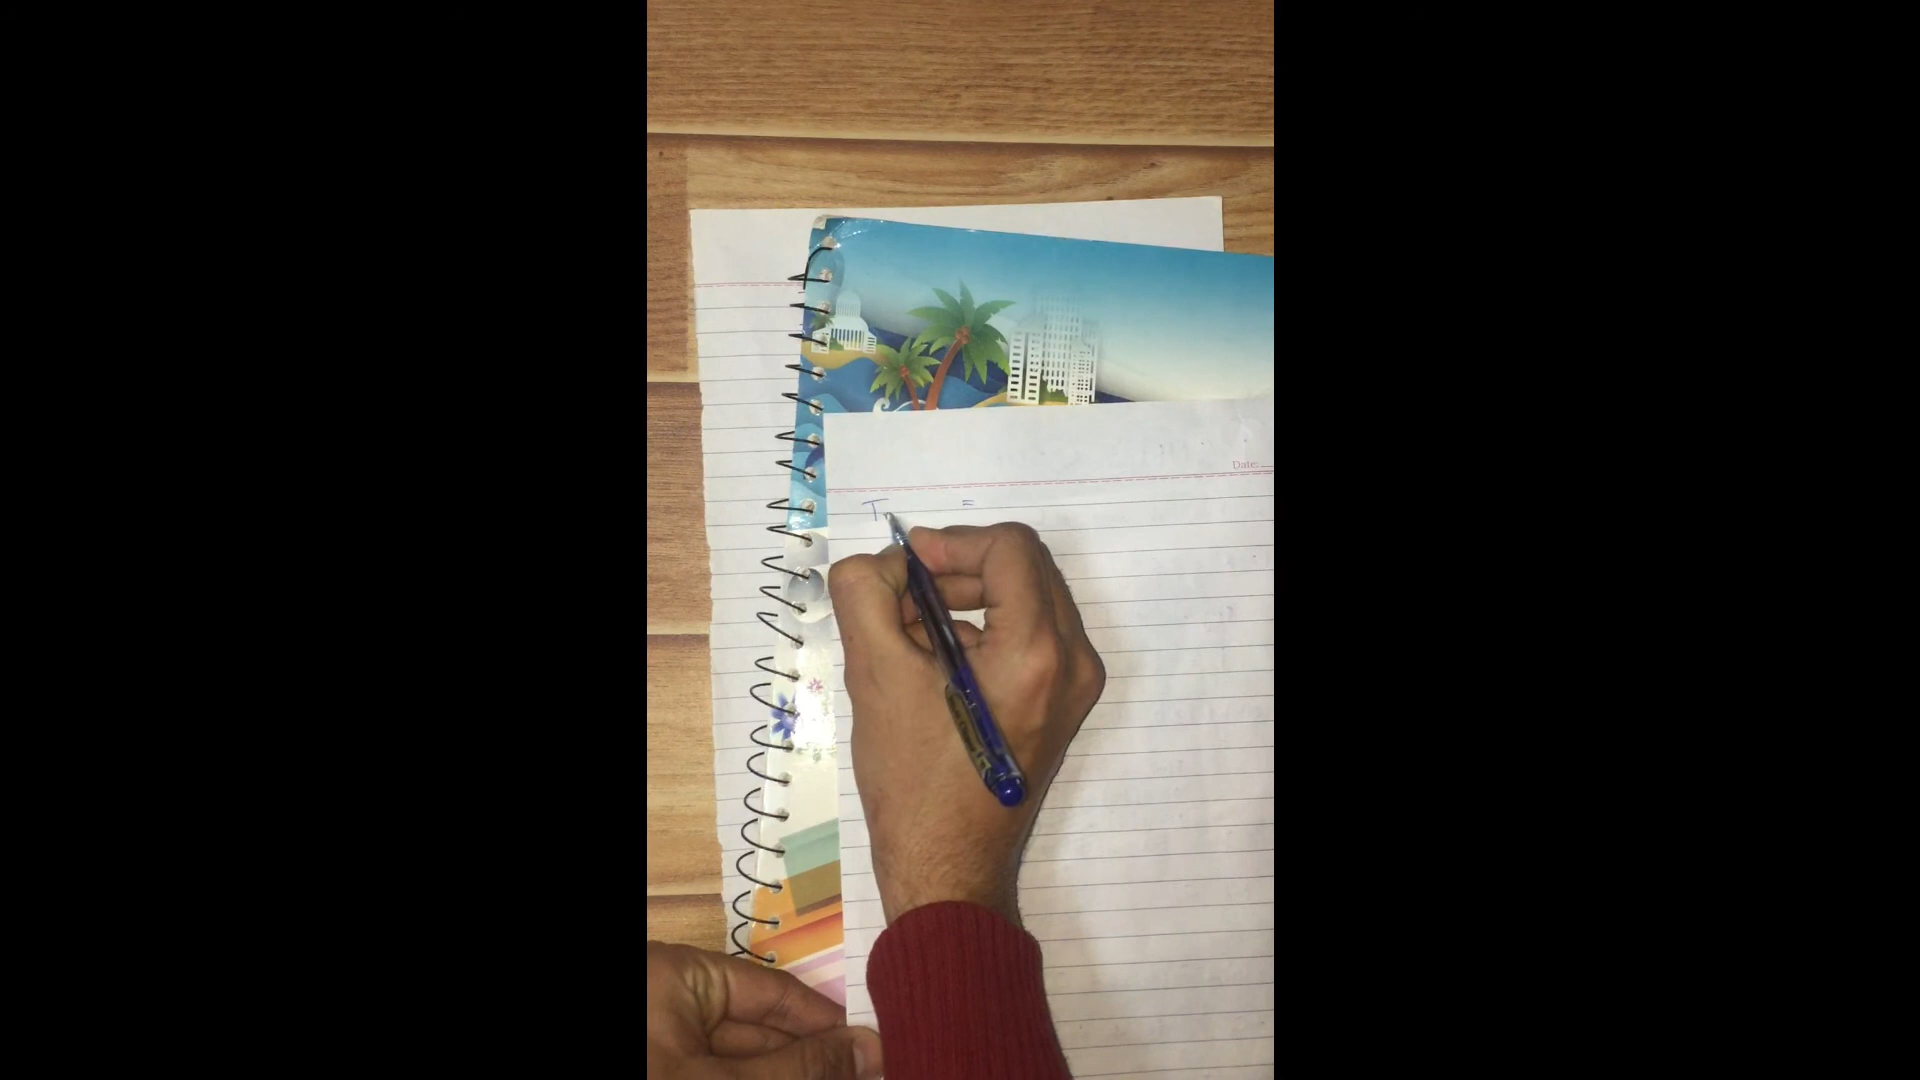 Date:
T =